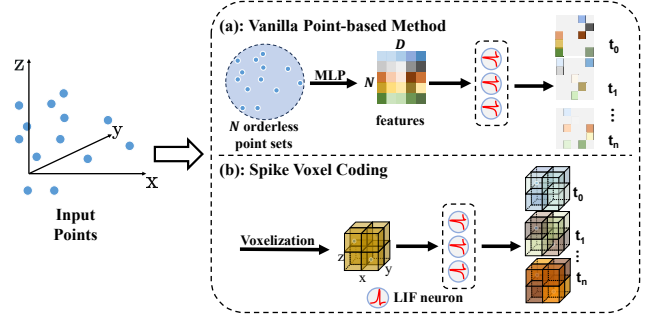 (a): Vanilla Point-based Method
z
y
x
Input
Points
MLP
N orderless
point sets
D
N
features
t0
t1
⋮
tn
(b): Spike Voxel Coding
Voxelization
z
x
y
LIF neuron
t0
t1
⋮
tn